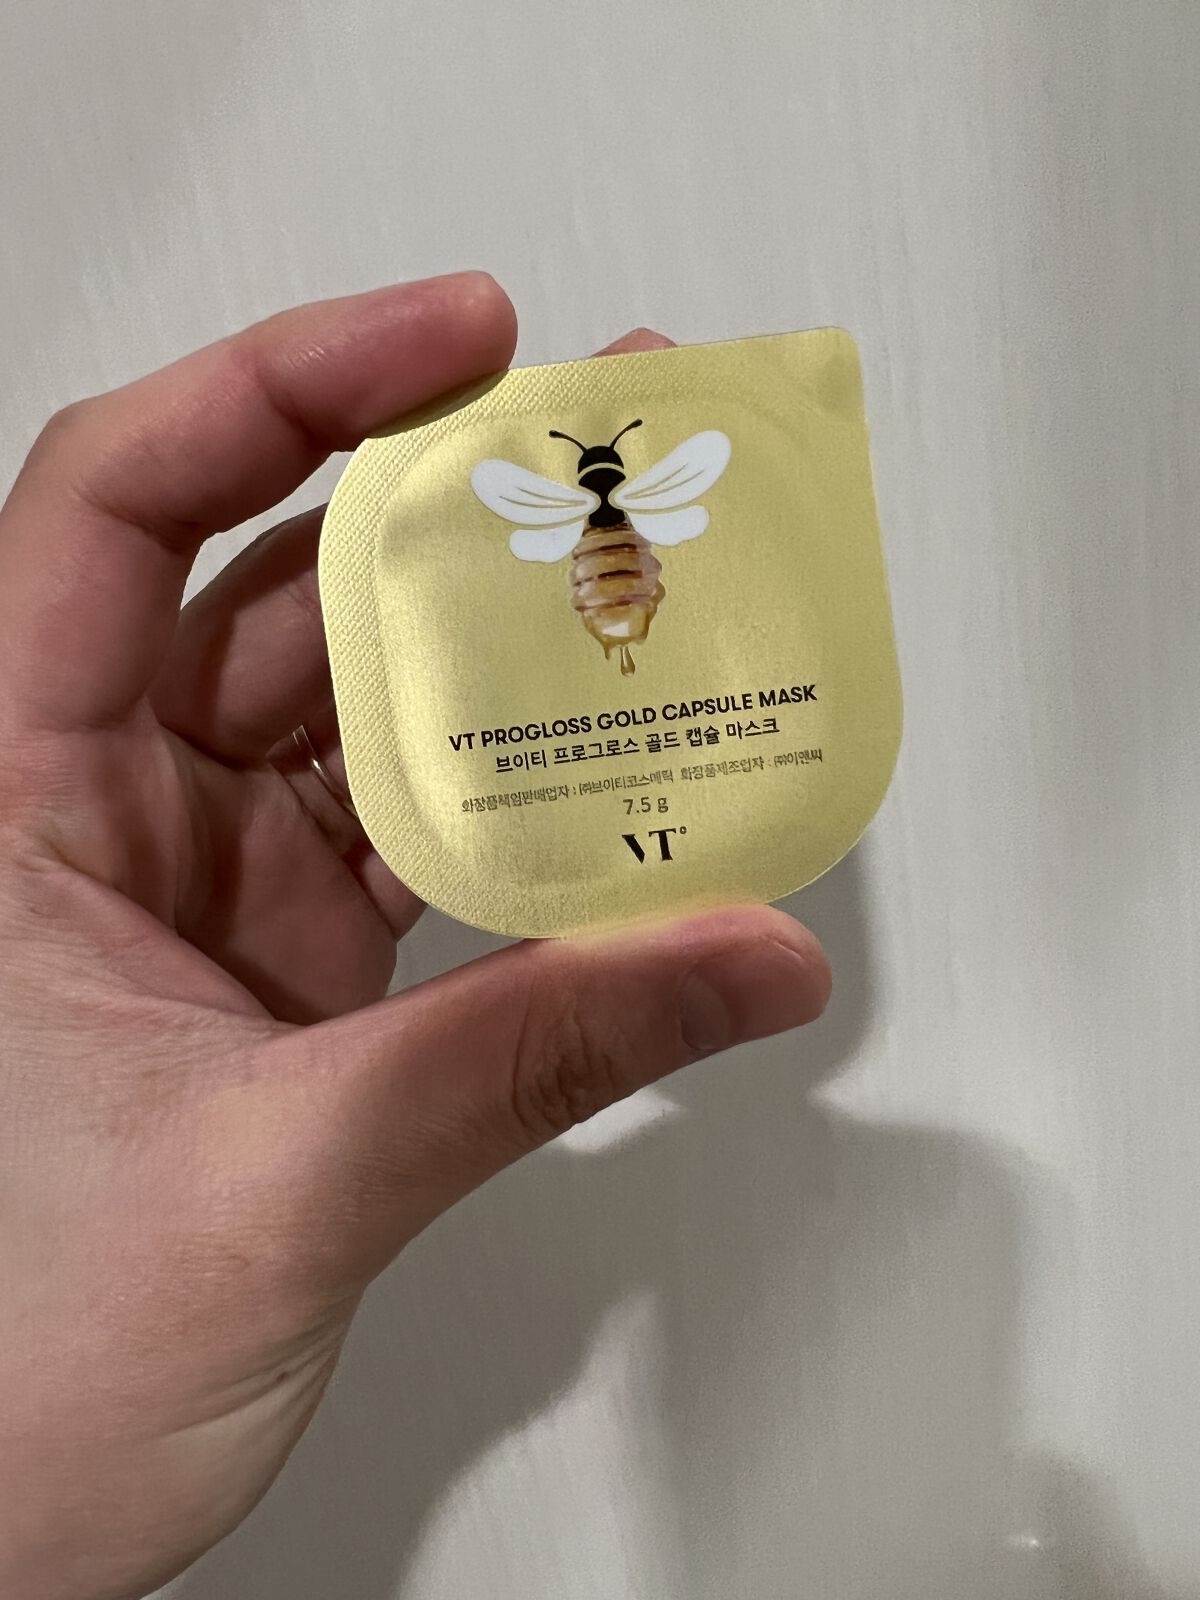 VT PROGLOSS GOLD CAPSULE MASK
브이티 프로그로스 골드 캡슐 마스크
화장품책임판매업자 : ㈜브이티코스메틱 화장품제조업자 : ㈜이앤씨
7.5 g
VT